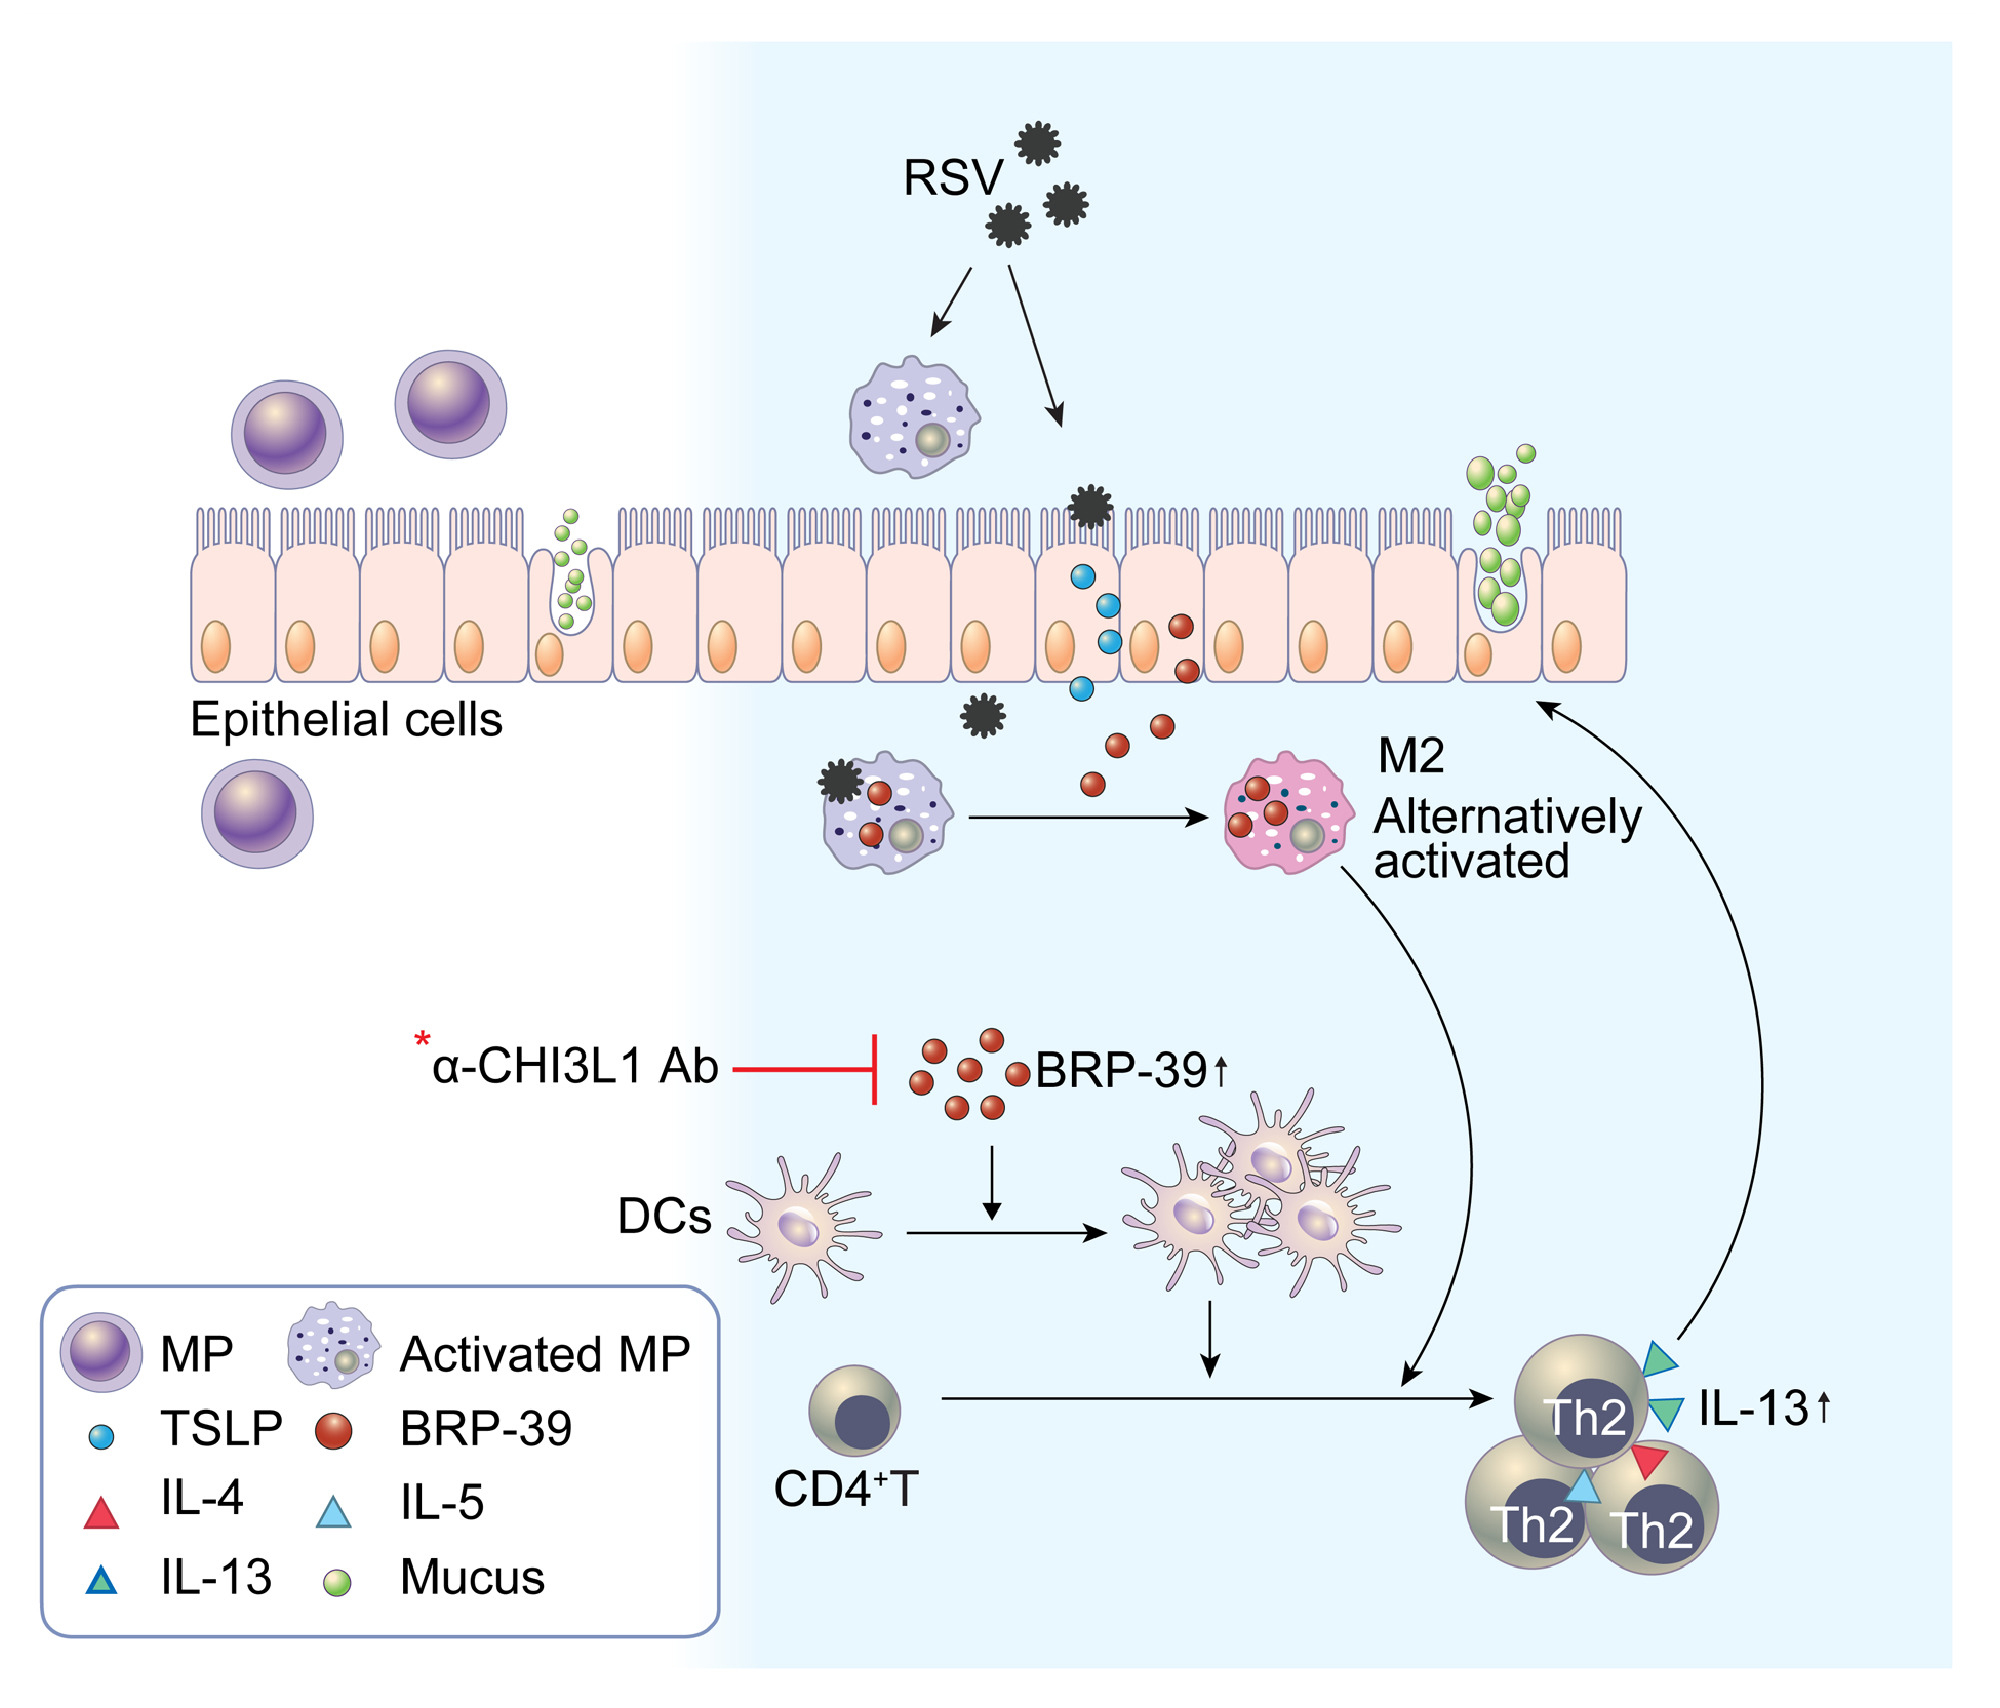 RSV
Epithelial cells
M2
Alternatively
activated
*α-CHI3L1 Ab
BRP-39↑
DCs
MP
Activated MP
TSLP
BRP-39
IL-4
IL-5
IL-13
Mucus
CD4⁺T
Th2
IL-13↑
Th2
Th2